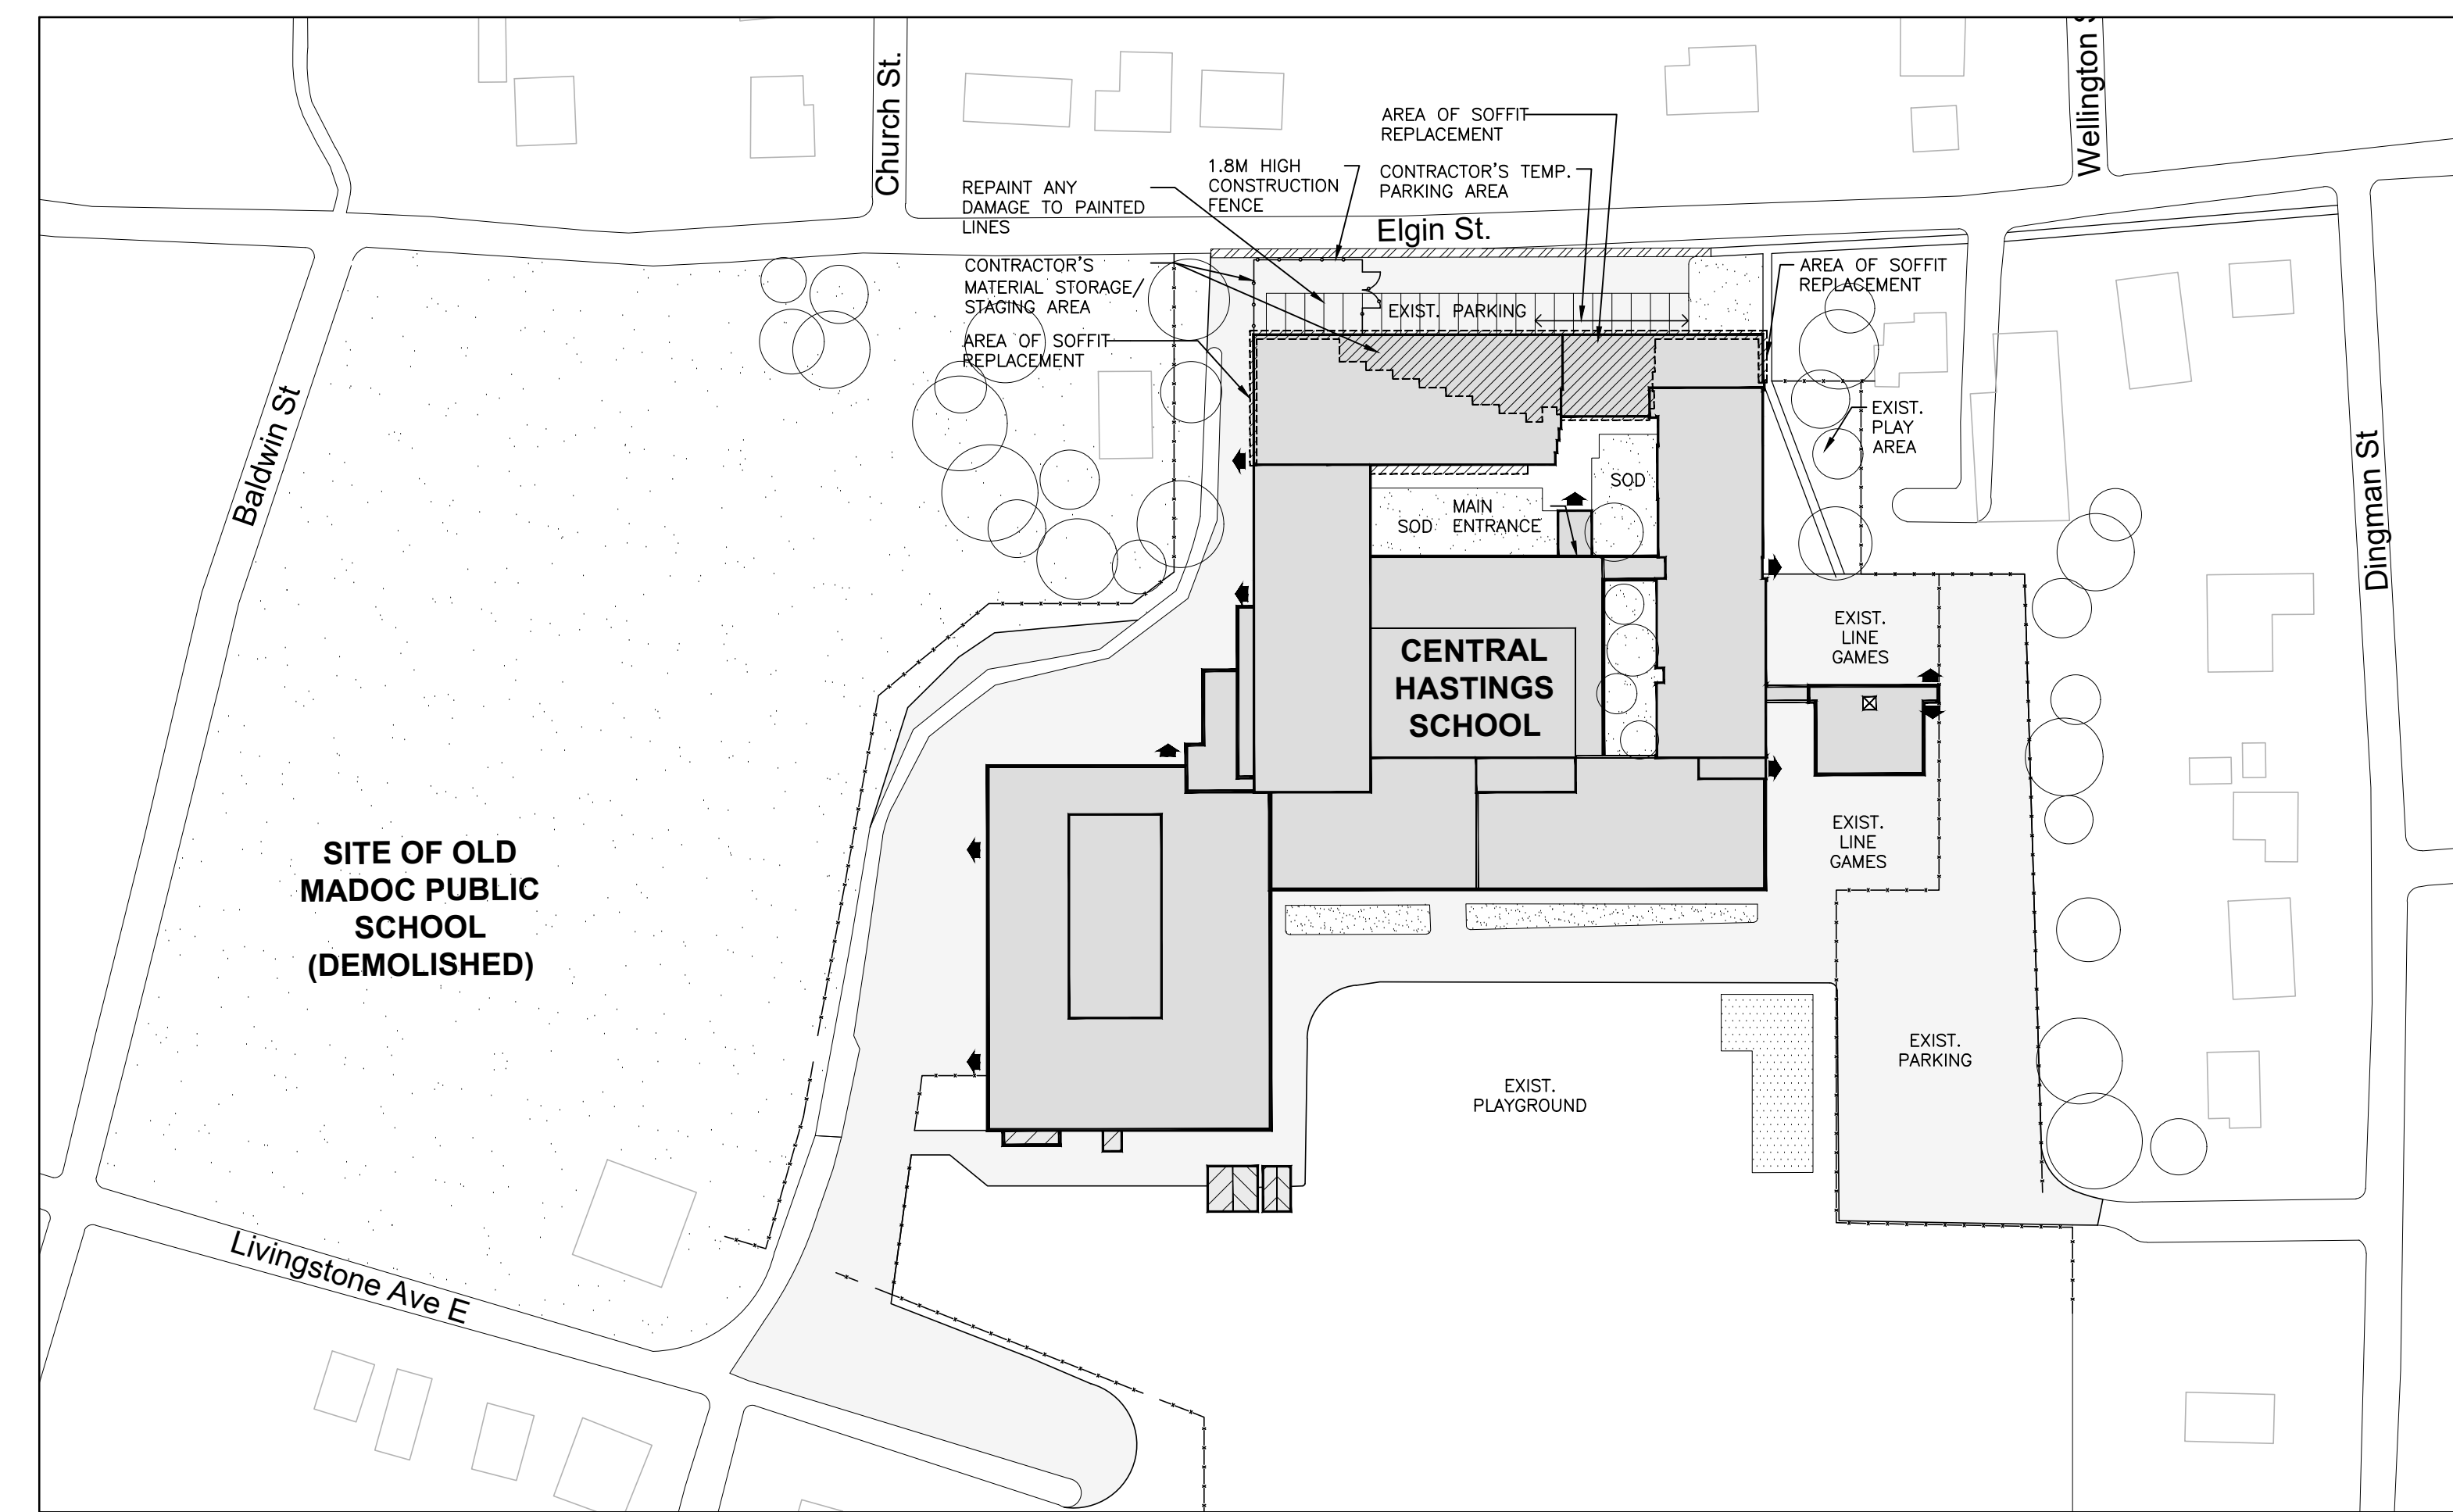 Church St.
Wellington S
AREA OF SOFFIT
REPLACEMENT
1.8M HIGH
CONSTRUCTION
FENCE
CONTRACTOR'S TEMP.
PARKING AREA
REPAINT ANY
DAMAGE TO PAINTED
LINES
Elgin St.
CONTRACTOR'S
MATERIAL STORAGE/
STAGING AREA
AREA OF SOFFIT
REPLACEMENT
EXIST. PARKING
AREA OF SOFFIT
REPLACEMENT
EXIST.
PLAY
AREA
Baldwin St
Dingman St
SOD
MAIN
SOD ENTRANCE
CENTRAL
HASTINGS
SCHOOL
EXIST.
LINE
GAMES
EXIST.
LINE
GAMES
SITE OF OLD
MADOC PUBLIC
SCHOOL
(DEMOLISHED)
EXIST.
PARKING
EXIST.
PLAYGROUND
Livingstone Ave E